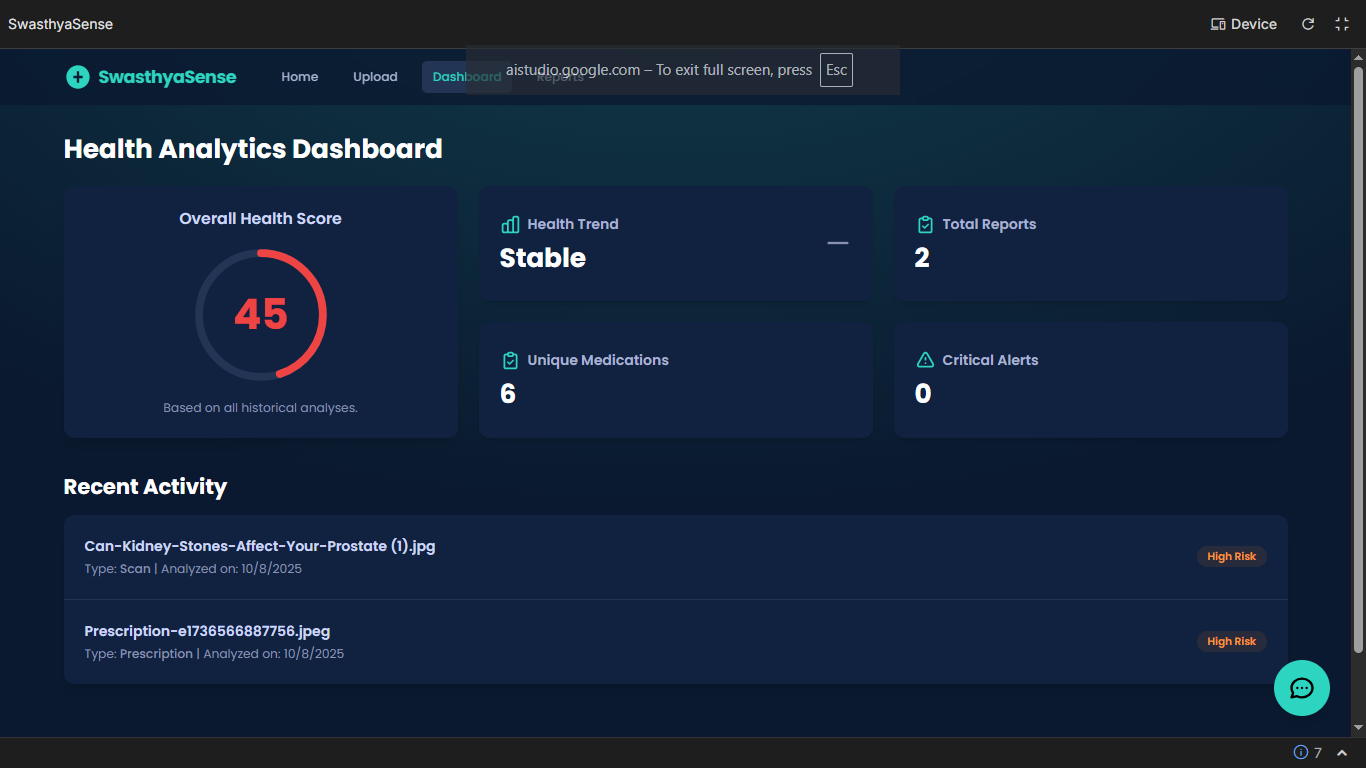 SwasthyaSense
Device
SwasthyaSense
Home
Upload
Dashboard
Reports
aistudio.google.com – To exit full screen, press Esc
Health Analytics Dashboard
Overall Health Score
45
Based on all historical analyses.
Health Trend
Stable
Total Reports
2
Unique Medications
6
Critical Alerts
0
Recent Activity
Can-Kidney-Stones-Affect-Your-Prostate (1).jpg
Type: Scan | Analyzed on: 10/8/2025
High Risk
Prescription-e1736566887756.jpeg
Type: Prescription | Analyzed on: 10/8/2025
High Risk
7